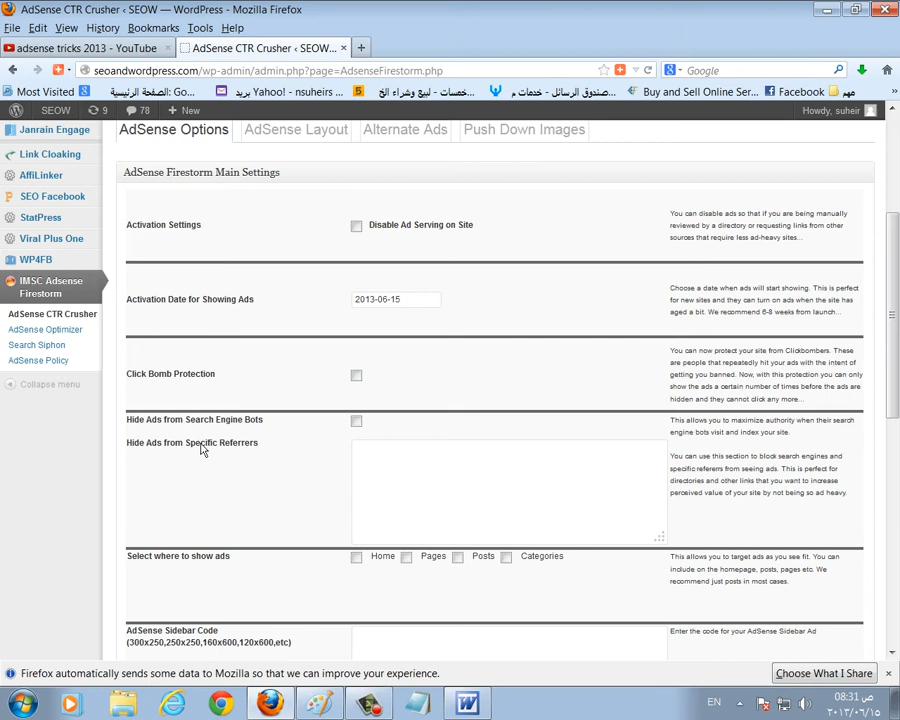 AdSense CTR Crusher ‹ SEOW — WordPress - Mozilla Firefox
File Edit View History Bookmarks Tools Help
adsense tricks 2013 - YouTube × AdSense CTR Crusher ‹ SEOW... ×
seoandwordpress.com/wp-admin/admin.php?page=AdsenseFirestorm.php
Google
Most Visited الصفحة الرئيسية - Go... بريد Yahoo! - nsuheirs ... خمسات - لبيع وشراء الخ... صندوق الرسائل - خدمات م... Buy and Sell Online Ser... Facebook مهم
SEOW 9 78 + New Howdy, suheir
Janrain Engage
Link Cloaking
AffiLinker
SEO Facebook
StatPress
Viral Plus One
WP4FB
IMSC Adsense
Firestorm
AdSense CTR Crusher
AdSense Optimizer
Search Siphon
AdSense Policy
Collapse menu
AdSense Options AdSense Layout Alternate Ads Push Down Images
AdSense Firestorm Main Settings
Activation Settings Disable Ad Serving on Site
You can disable ads so that if you are being manually
reviewed by a directory or requesting links from other
sources that require less ad-heavy sites...
Activation Date for Showing Ads 2013-06-15
Choose a date when ads will start showing. This is perfect
for new sites and they can turn on ads when the site has
aged a bit. We recommend 6-8 weeks from launch...
Click Bomb Protection
You can now protect your site from Clickbombers. These
are people that repeatedly hit your ads with the intent of
getting you banned. Now, with this protection you can only
show the ads a certain number of times before the ads are
hidden and they cannot click any more...
Hide Ads from Search Engine Bots
This allows you to maximize authority when their search
engine bots visit and index your site.
Hide Ads from Specific Referrers
You can use this section to block search engines and
specific referrers from seeing ads. This is perfect for
directories and other links that you want to increase
perceived value of your site by not being so ad heavy.
Select where to show ads Home Pages Posts Categories
This allows you to target ads as you see fit. You can
include on the homepage, posts, pages etc. We
recommend just posts in most cases.
AdSense Sidebar Code
(300x250,250x250,160x600,120x600,etc)
Enter the code for your AdSense Sidebar Ad
Firefox automatically sends some data to Mozilla so that we can improve your experience.
Choose What I Share ×
EN
08:31 ص
٢٠١٣/٠٦/١٥